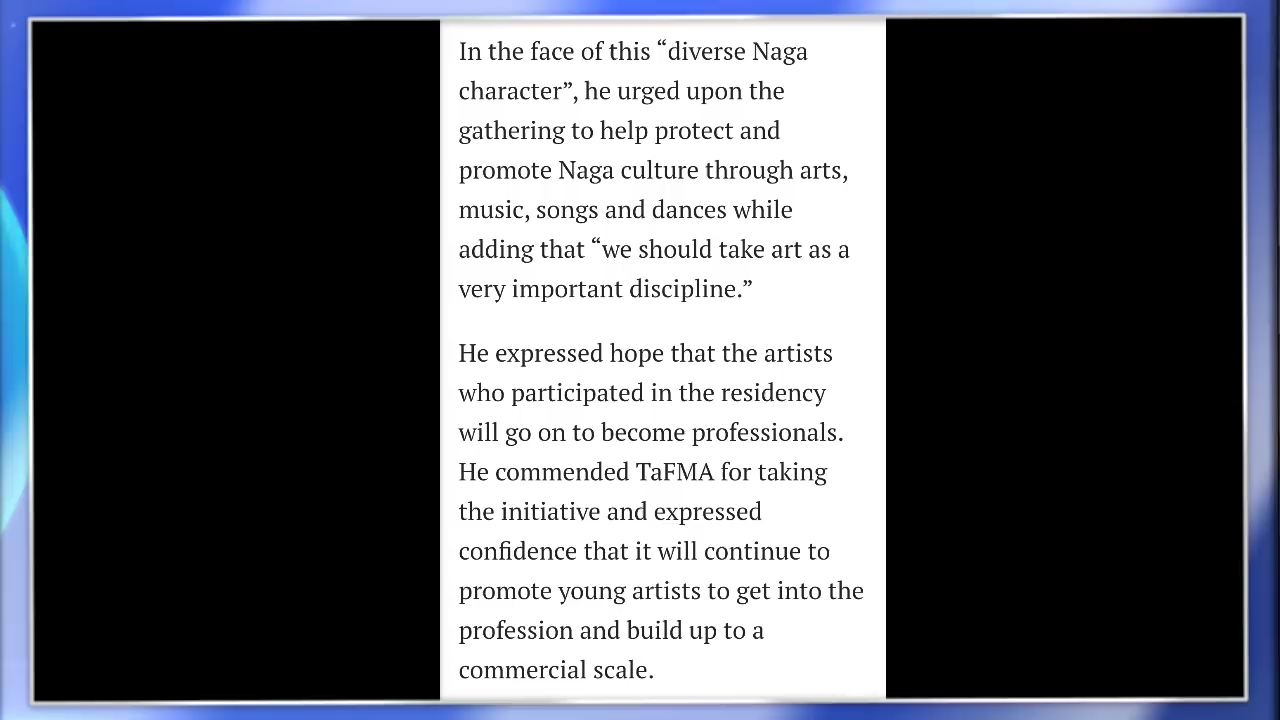 In the face of this “diverse Naga
character”, he urged upon the
gathering to help protect and
promote Naga culture through arts,
music, songs and dances while
adding that “we should take art as a
very important discipline.”
He expressed hope that the artists
who participated in the residency
will go on to become professionals.
He commended TaFMA for taking
the initiative and expressed
confidence that it will continue to
promote young artists to get into the
profession and build up to a
commercial scale.